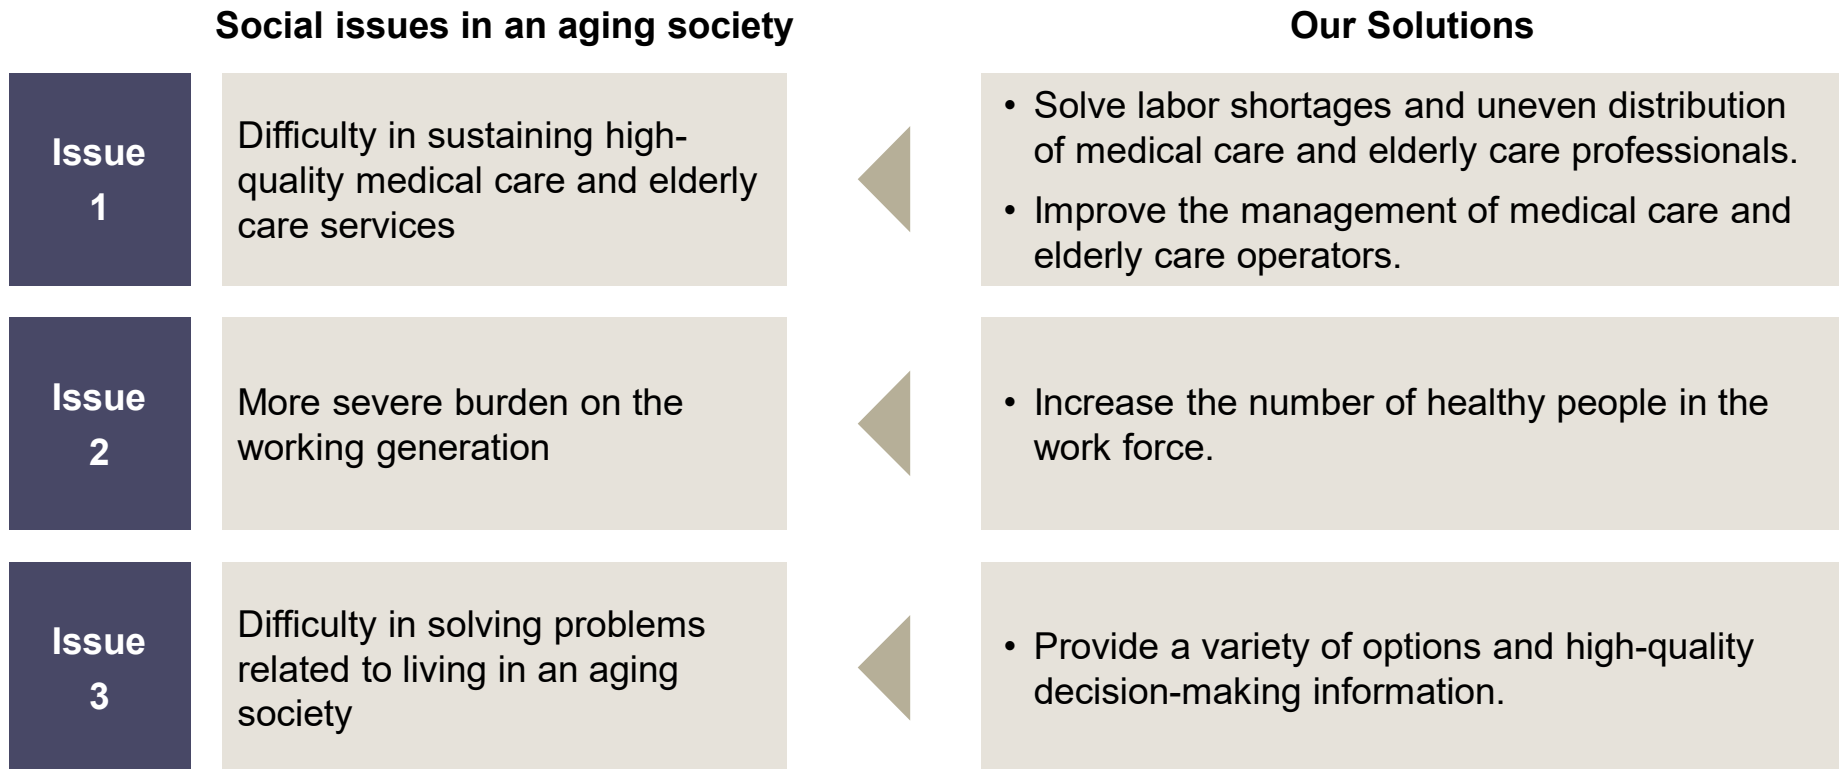 Social issues in an aging society
Our Solutions
Issue
1
Difficulty in sustaining high-
quality medical care and elderly
care services
• Solve labor shortages and uneven distribution
of medical care and elderly care professionals.
• Improve the management of medical care and
elderly care operators.
Issue
2
More severe burden on the
working generation
• Increase the number of healthy people in the
work force.
Issue
3
Difficulty in solving problems
related to living in an aging
society
• Provide a variety of options and high-quality
decision-making information.